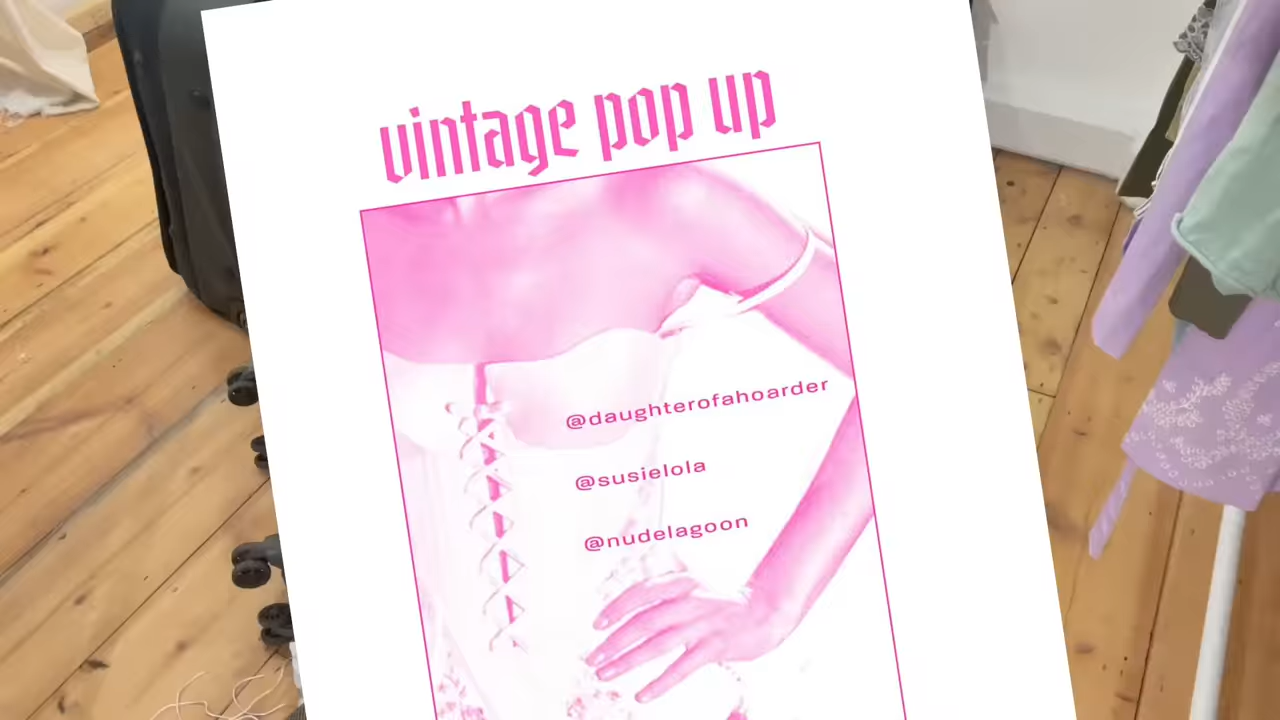 vintage pop up
@daughterofahoarder
@susielola
@nudelagoon